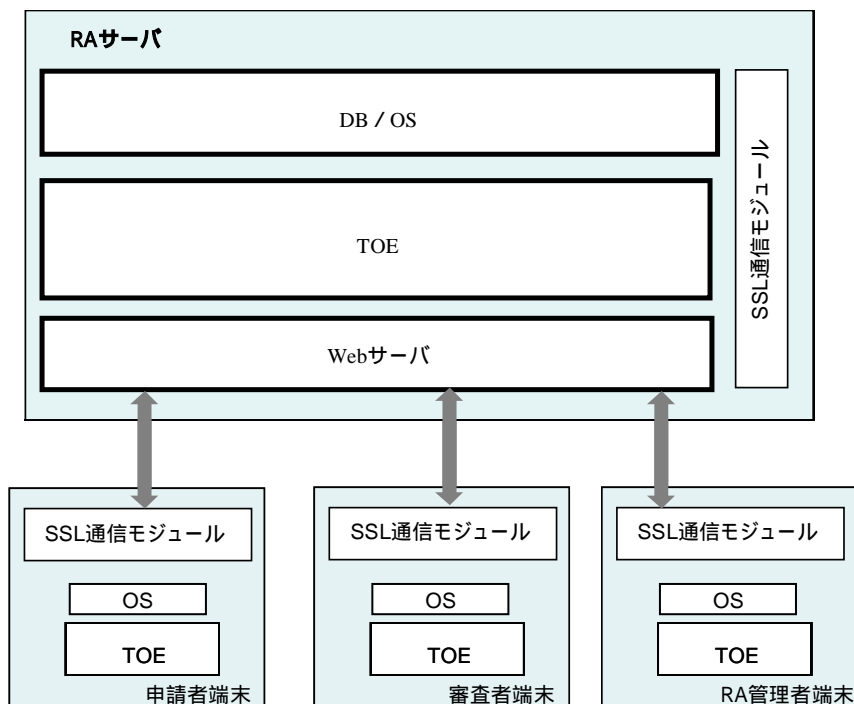 RAサーバ
DB / OS
TOE
Webサーバ
SSL通信モジュール
SSL通信モジュール
OS
TOE
申請者端末
SSL通信モジュール
OS
TOE
審査者端末
SSL通信モジュール
OS
TOE
RA管理者端末